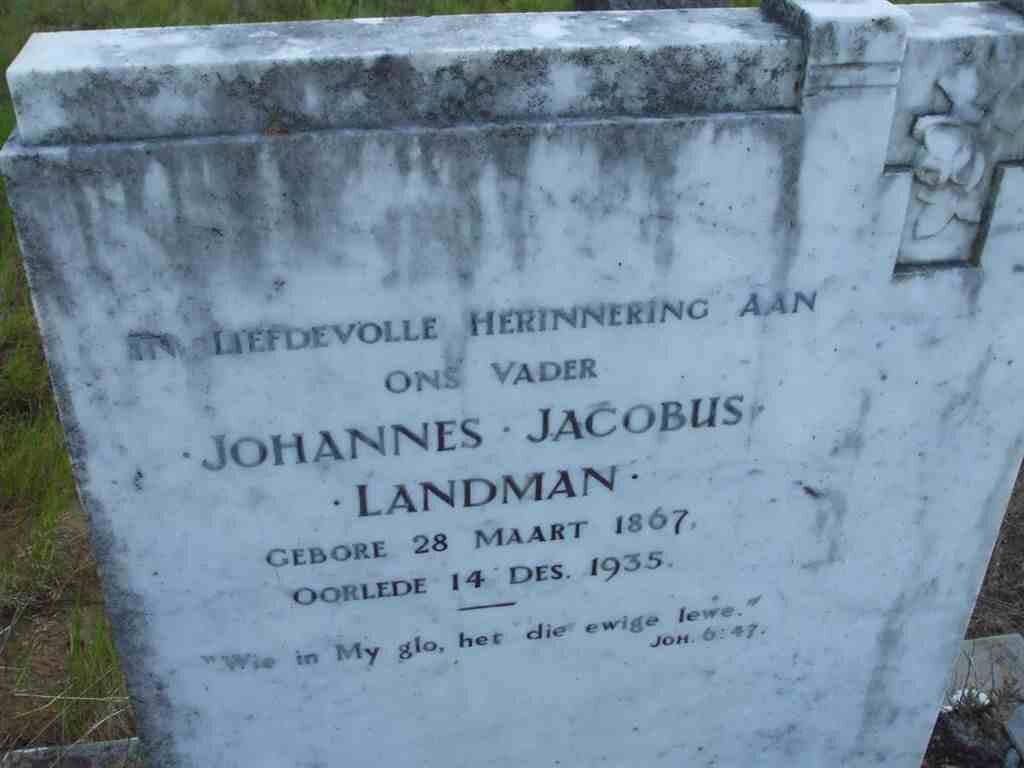 IN LIEFDEVOLLE HERINNERING AAN
ONS VADER
· JOHANNES · JACOBUS ·
· LANDMAN ·
GEBORE 28 MAART 1867,
OORLEDE 14 DES. 1935.
"Wie in My glo, het die ewige lewe."
JOH. 6:47.